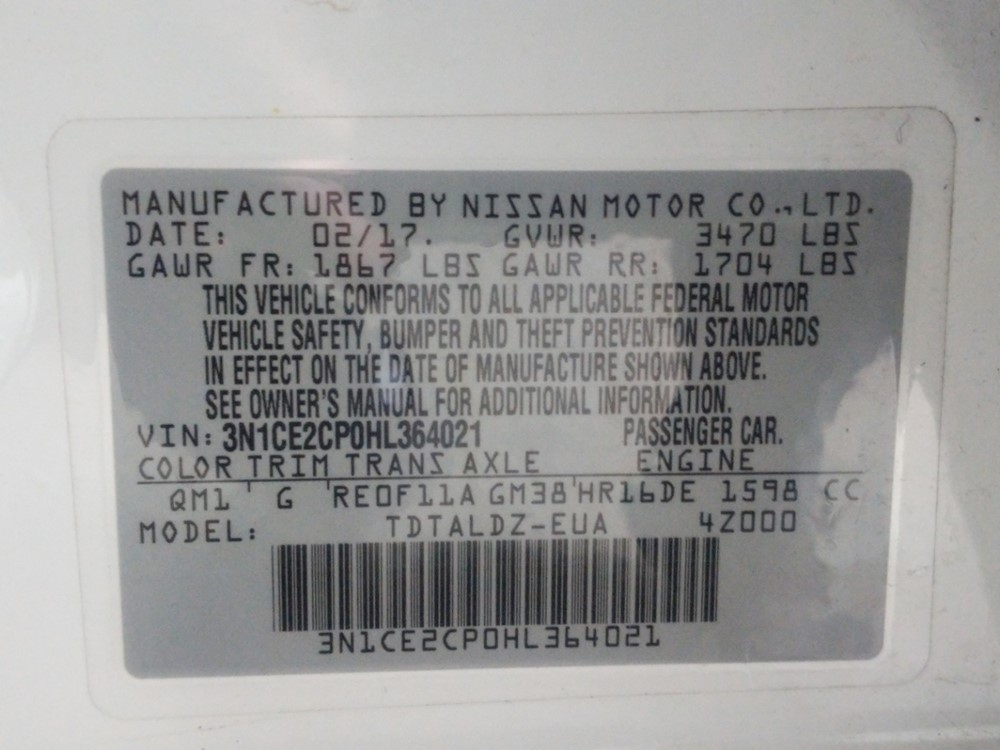 MANUFACTURED BY NISSAN MOTOR CO., LTD.
DATE: 02/17. GVWR: 3470 LBS
GAWR FR: 1867 LBS GAWR RR: 1704 LBS
THIS VEHICLE CONFORMS TO ALL APPLICABLE FEDERAL MOTOR
VEHICLE SAFETY, BUMPER AND THEFT PREVENTION STANDARDS
IN EFFECT ON THE DATE OF MANUFACTURE SHOWN ABOVE.
SEE OWNER'S MANUAL FOR ADDITIONAL INFORMATION.
VIN: 3N1CE2CP0HL364021 PASSENGER CAR.
COLOR TRIM TRANS AXLE ENGINE
QM1 ' G 'RE0F11A GM38'HR16DE 1598 CC
MODEL: TDTALDZ-EUA 4Z000
3N1CE2CP0HL364021